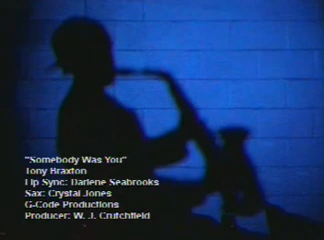 "Somebody Was You"
Tony Braxton
Lip Sync: Darlene Seabrooks
Sax: Crystal Jones
G-Code Productions
Producer: W. J. Crutchfield